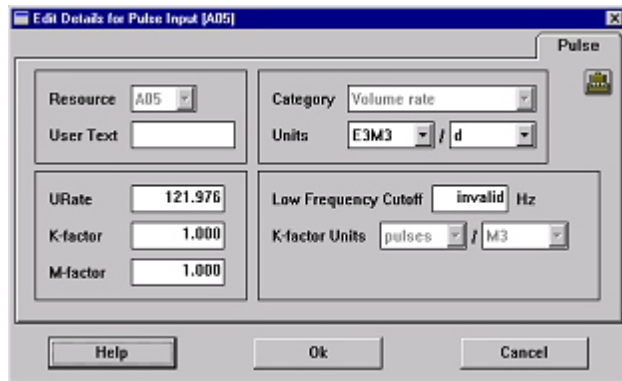 Edit Details for Pulse Input [A05]
Pulse
Resource A05
User Text
Category Volume rate
Units E3M3 / d
URate 121.976
K-factor 1.000
M-factor 1.000
Low Frequency Cutoff invalid Hz
K-factor Units pulses / M3
Help Ok Cancel